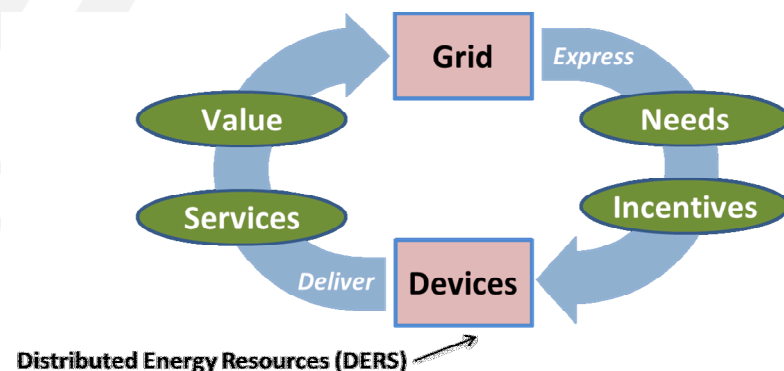 Grid
Express
Value
Needs
Services
Incentives
Deliver
Devices
Distributed Energy Resources (DERS)